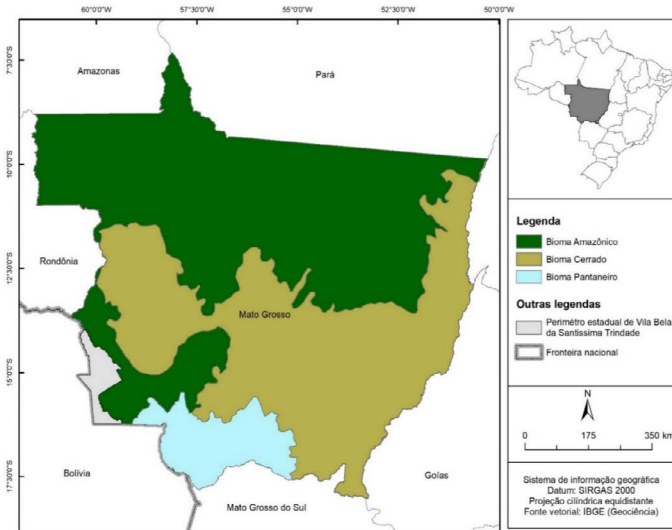 60°0'0"O
57°30'0"O
55°0'0"O
52°30'0"O
50°0'0"O
7°30'0"S
10°0'0"S
12°30'0"S
15°0'0"S
17°30'0"S
Amazonas
Pará
Rondônia
Mato Grosso
Bolívia
Mato Grosso do Sul
Goías
Legenda
Bioma Amazônico
Bioma Cerrado
Bioma Pantaneiro
Outras legendas
Perimétro estadual de Vila Bela
da Santissima Trindade
Fronteira nacional
N
0 175 350 km
Sistema de informação geográfica
Datum: SIRGAS 2000
Projeção cilíndrica equidistante
Fonte vetorial: IBGE (Geociência)